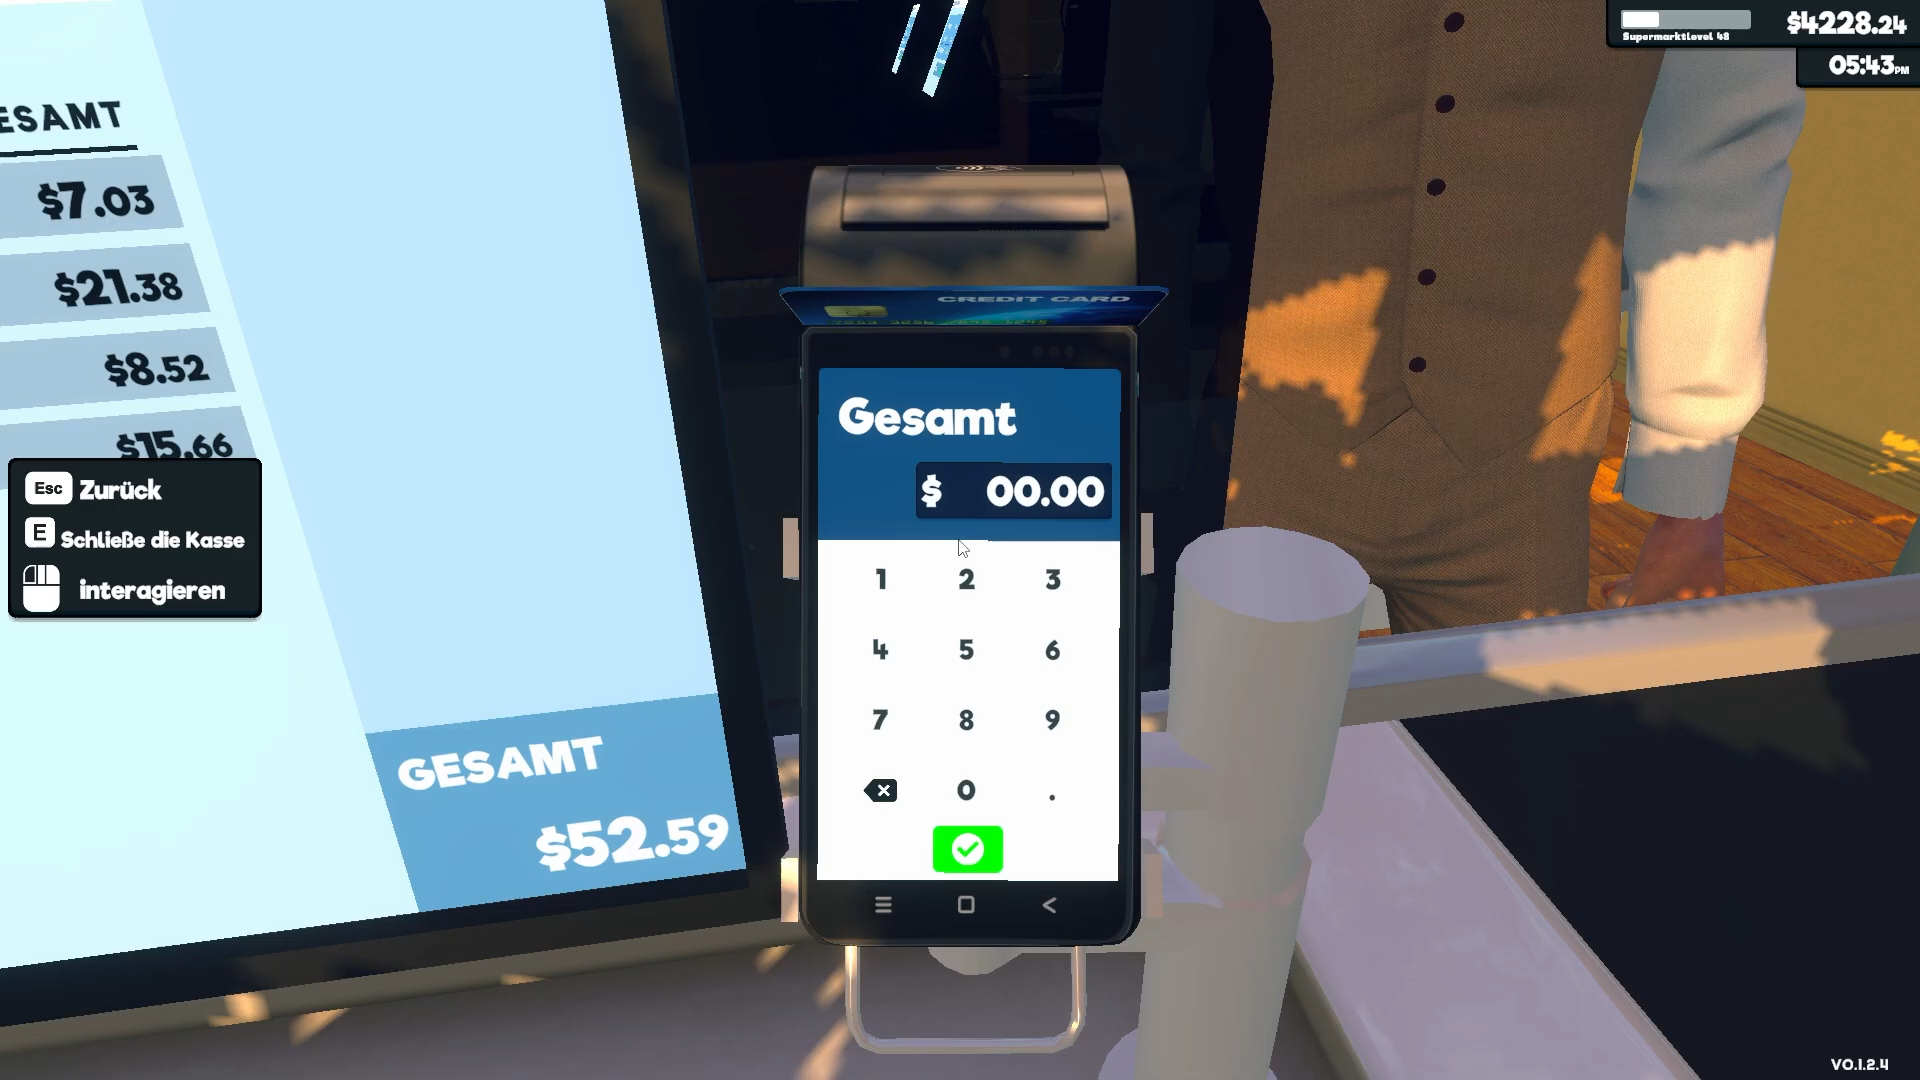 ESAMT
$7.03
$21.38
$8.52
$15.66
GESAMT
$52.59
Esc Zurück
E Schließe die Kasse
interagieren
CREDIT CARD
Gesamt
$ 00.00
1 2 3
4 5 6
7 8 9
0 .
Supermarktlevel 48
$4228.24
05:43PM
V0.1.2.4